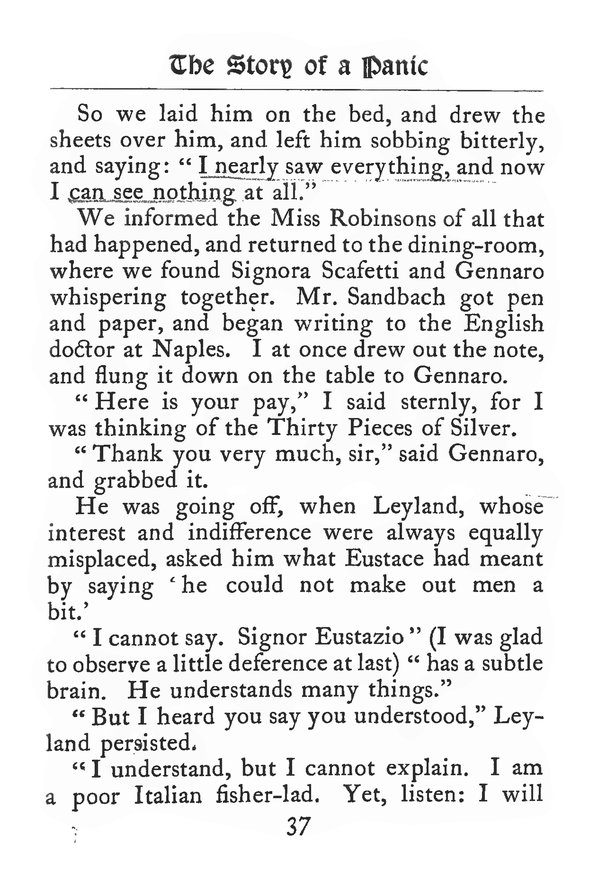 The Story of a Panic
So we laid him on the bed, and drew the
sheets over him, and left him sobbing bitterly,
and saying: “ I nearly saw everything, and now
I can see nothing at all.”
We informed the Miss Robinsons of all that
had happened, and returned to the dining-room,
where we found Signora Scafetti and Gennaro
whispering together. Mr. Sandbach got pen
and paper, and began writing to the English
doctor at Naples. I at once drew out the note,
and flung it down on the table to Gennaro.
“ Here is your pay,” I said sternly, for I
was thinking of the Thirty Pieces of Silver.
“ Thank you very much, sir,” said Gennaro,
and grabbed it.
He was going off, when Leyland, whose
interest and indifference were always equally
misplaced, asked him what Eustace had meant
by saying ‘ he could not make out men a
bit.’
“ I cannot say. Signor Eustazio ” (I was glad
to observe a little deference at last) “ has a subtle
brain. He understands many things.”
“ But I heard you say you understood,” Ley-
land persisted.
“ I understand, but I cannot explain. I am
a poor Italian fisher-lad. Yet, listen: I will
37